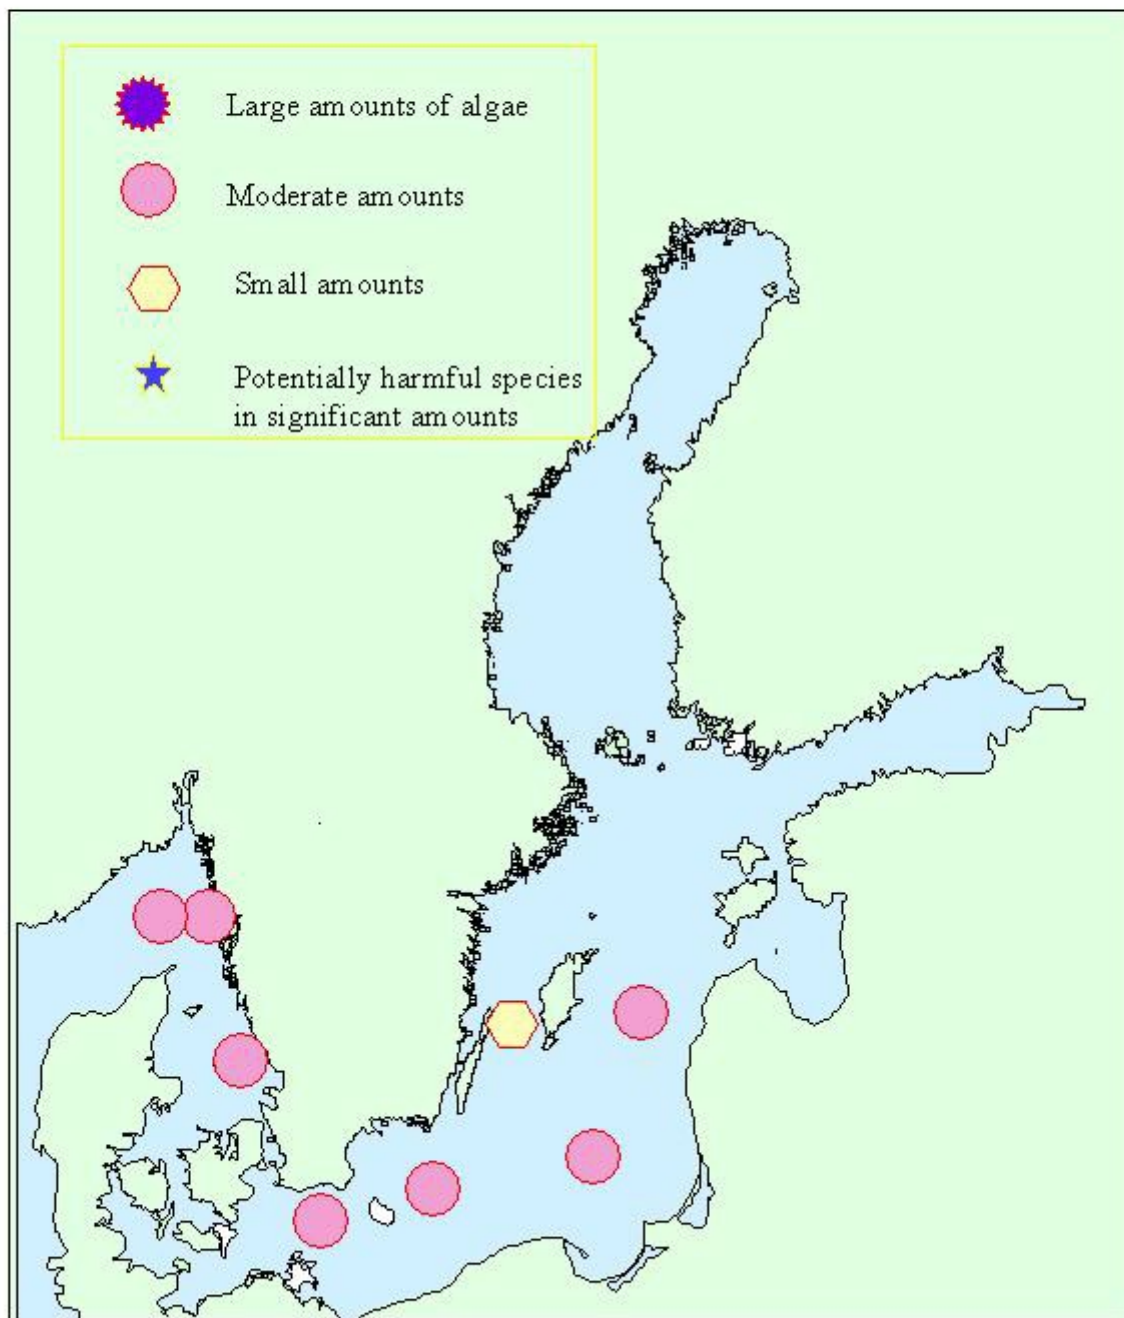 Large amounts of algae
Moderate amounts
Small amounts
Potentially harmful species
in significant amounts